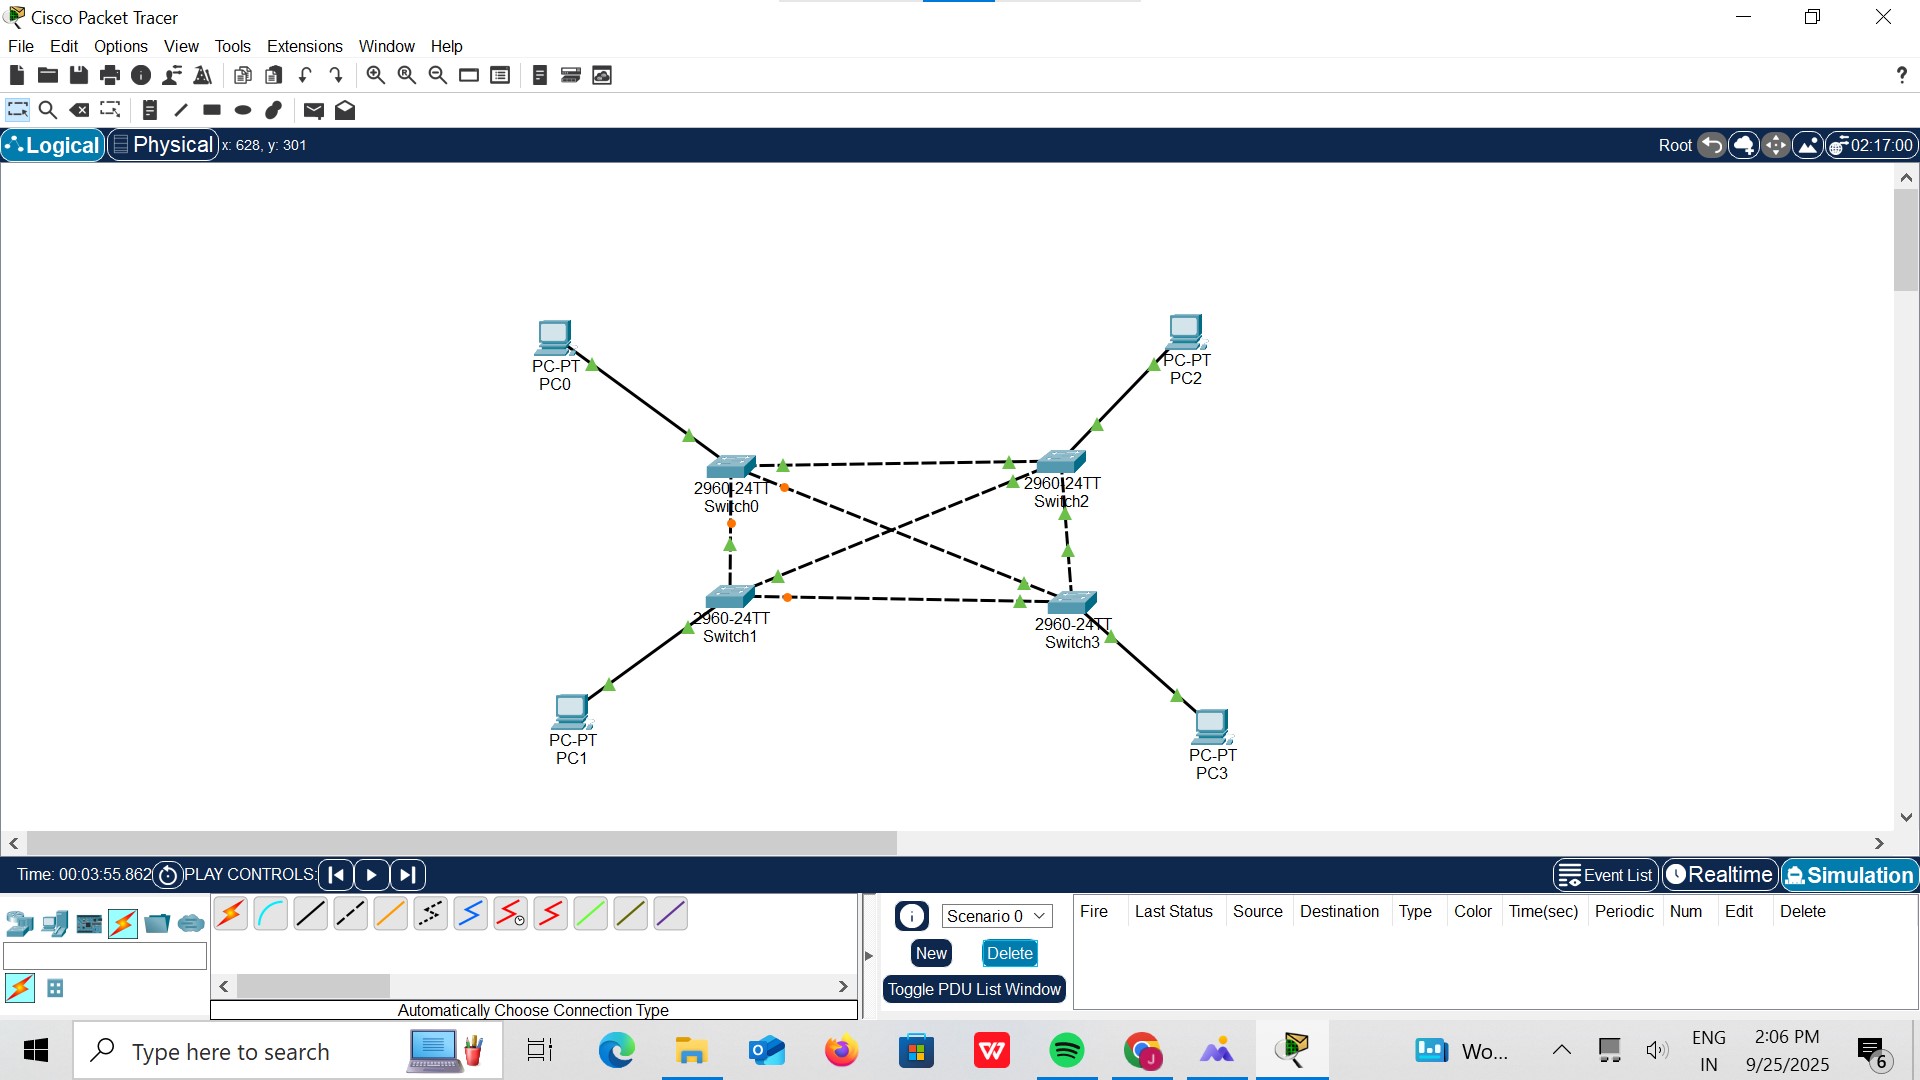 Cisco Packet Tracer
File Edit Options View Tools Extensions Window Help
?
Logical Physical x: 628, y: 301 Root 02:17:00
PC-PT
PC0
PC-PT
PC2
2960-24TT
Switch0
2960-24TT
Switch2
2960-24TT
Switch1
2960-24TT
Switch3
PC-PT
PC1
PC-PT
PC3
Time: 00:03:55.862 PLAY CONTROLS: Event List Realtime Simulation
Scenario 0
New Delete
Toggle PDU List Window
Fire Last Status Source Destination Type Color Time(sec) Periodic Num Edit Delete
Automatically Choose Connection Type
Type here to search
Wo...
ENG
IN
2:06 PM
9/25/2025
6